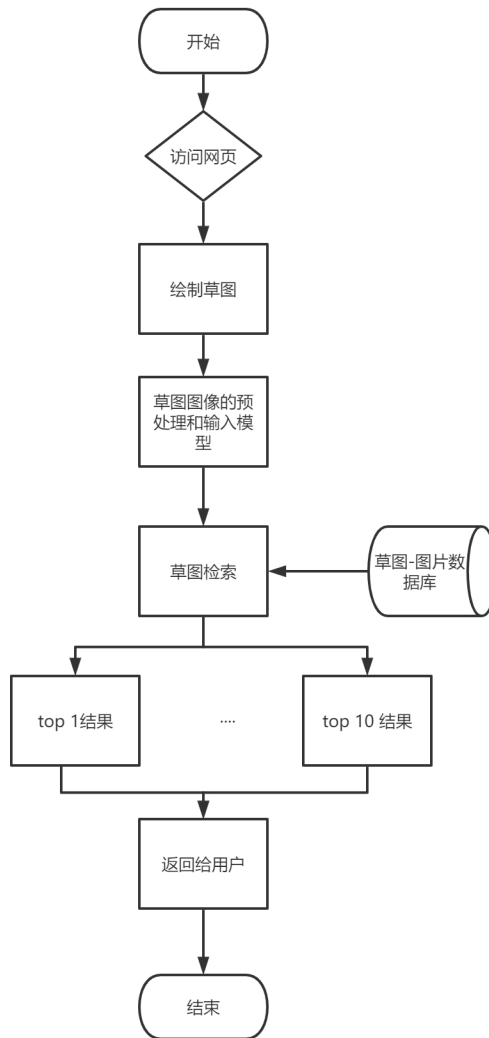 开始
访问网页
绘制草图
草图图像的预
处理和输入模
型
草图检索
草图-图片数
据库
top 1结果
....
top 10 结果
返回给用户
结束